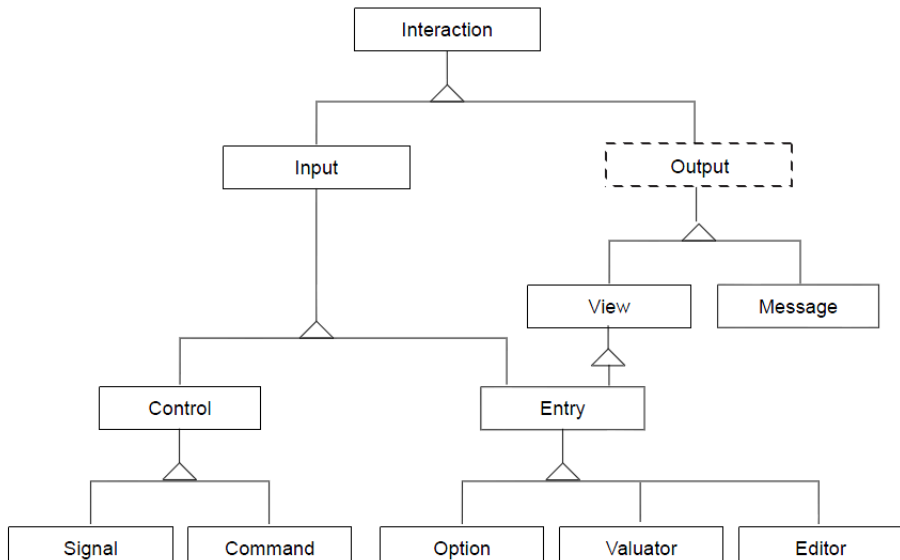 Interaction
Input
Output
View
Message
Control
Entry
Signal
Command
Option
Valuator
Editor